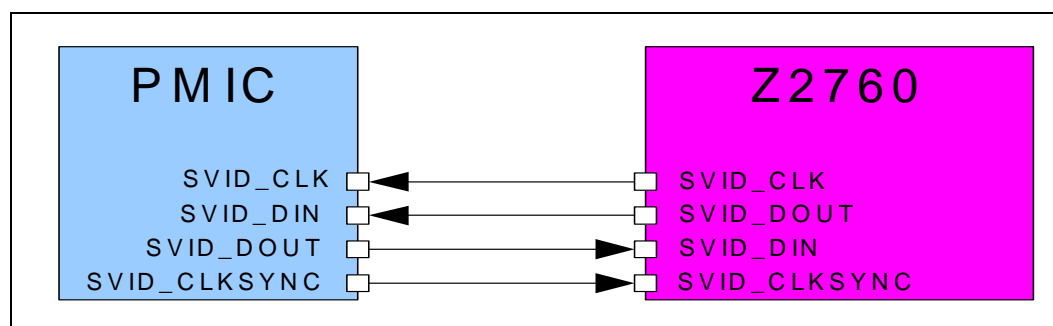 PMIC
SVID_CLK
SVID_DIN
SVID_DOUT
SVID_CLKSYNC
Z2760
SVID_CLK
SVID_DOUT
SVID_DIN
SVID_CLKSYNC